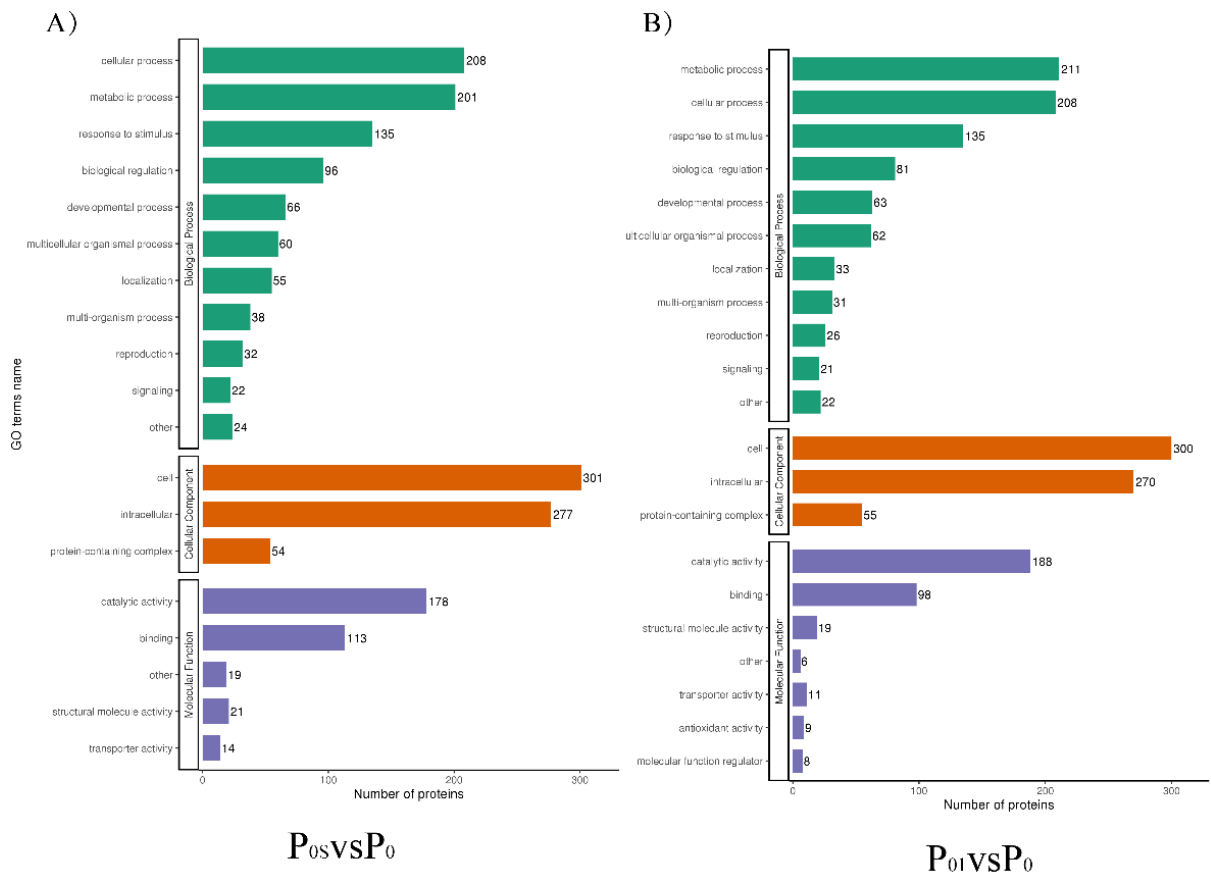 A)
GO terms name
Biological Process
cellular process 208
metabolic process 201
response to stimulus 135
biological regulation 96
developmental process 66
multicellular organismal process 60
localization 55
multi-organism process 38
reproduction 32
signaling 22
other 24
Cellular Component
cell 301
intracellular 277
protein-containing complex 54
Molecular Function
catalytic activity 178
binding 113
other 19
structural molecule activity 21
transporter activity 14
0 100 200 300
Number of proteins
P0SvsP0
B)
Biological Process
metabolic process 211
cellular process 208
response to stimulus 135
biological regulation 81
developmental process 63
ulticellular organismal process 62
localization 33
multi-organism process 31
reproduction 26
signaling 21
other 22
Cellular Component
cell 300
intracellular 270
protein-containing complex 55
Molecular Function
catalytic activity 188
binding 98
structural molecule activity 19
other 6
transporter activity 11
antioxidant activity 9
molecular function regulator 8
0 100 200 300
Number of proteins
P01vsP0